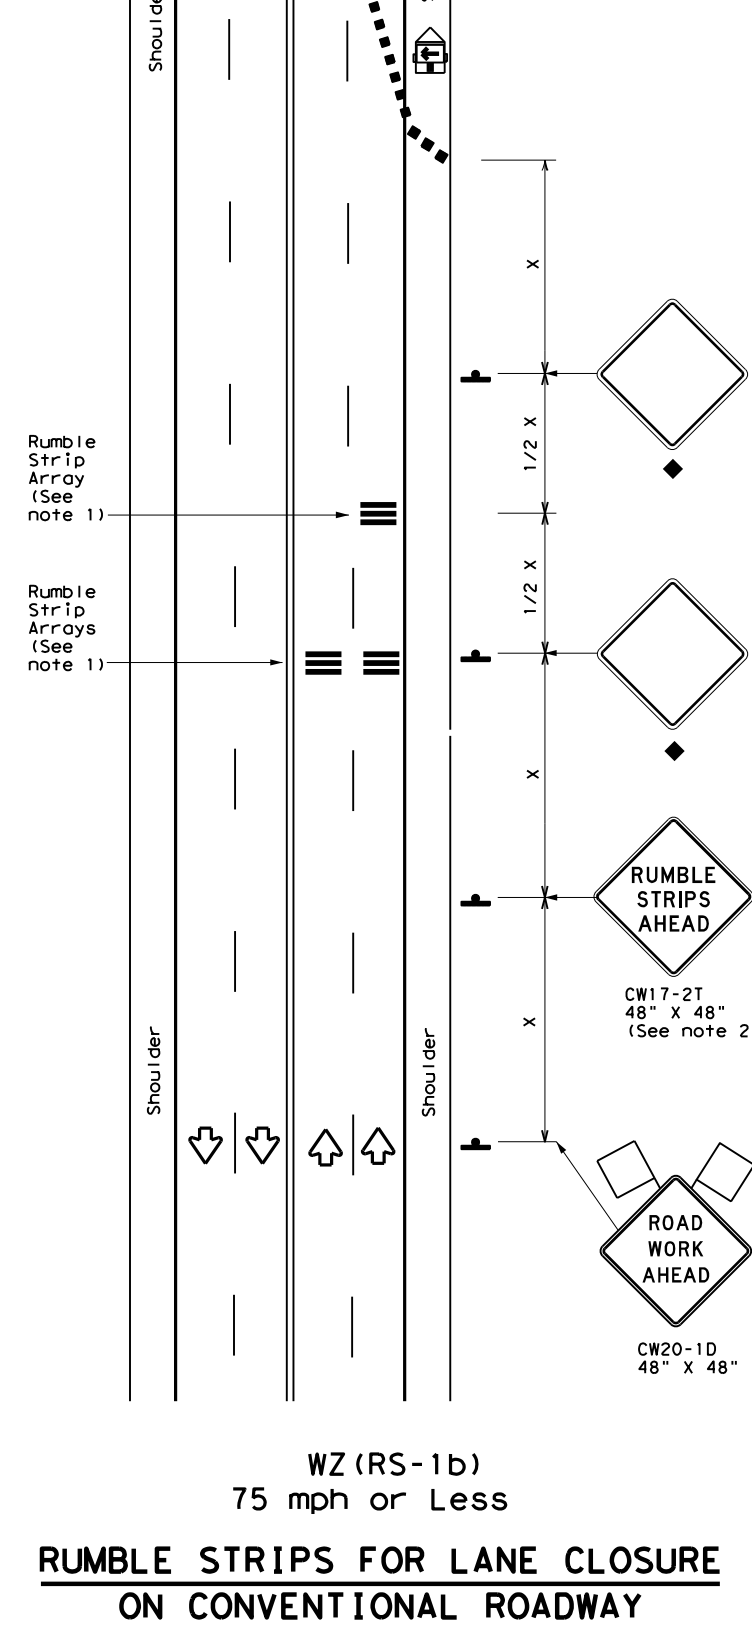 Shoulder
X
Rumble
Strip
Array
(See
note 1)
1/2 X
1/2 X
Rumble
Strip
Arrays
(See
note 1)
X
RUMBLE
STRIPS
AHEAD
CW17-2T
48" X 48"
(See note 2
X
Shoulder
Shoulder
ROAD
WORK
AHEAD
CW20-1D
48" X 48"
WZ(RS-1b)
75 mph or Less
RUMBLE STRIPS FOR LANE CLOSURE
ON CONVENTIONAL ROADWAY